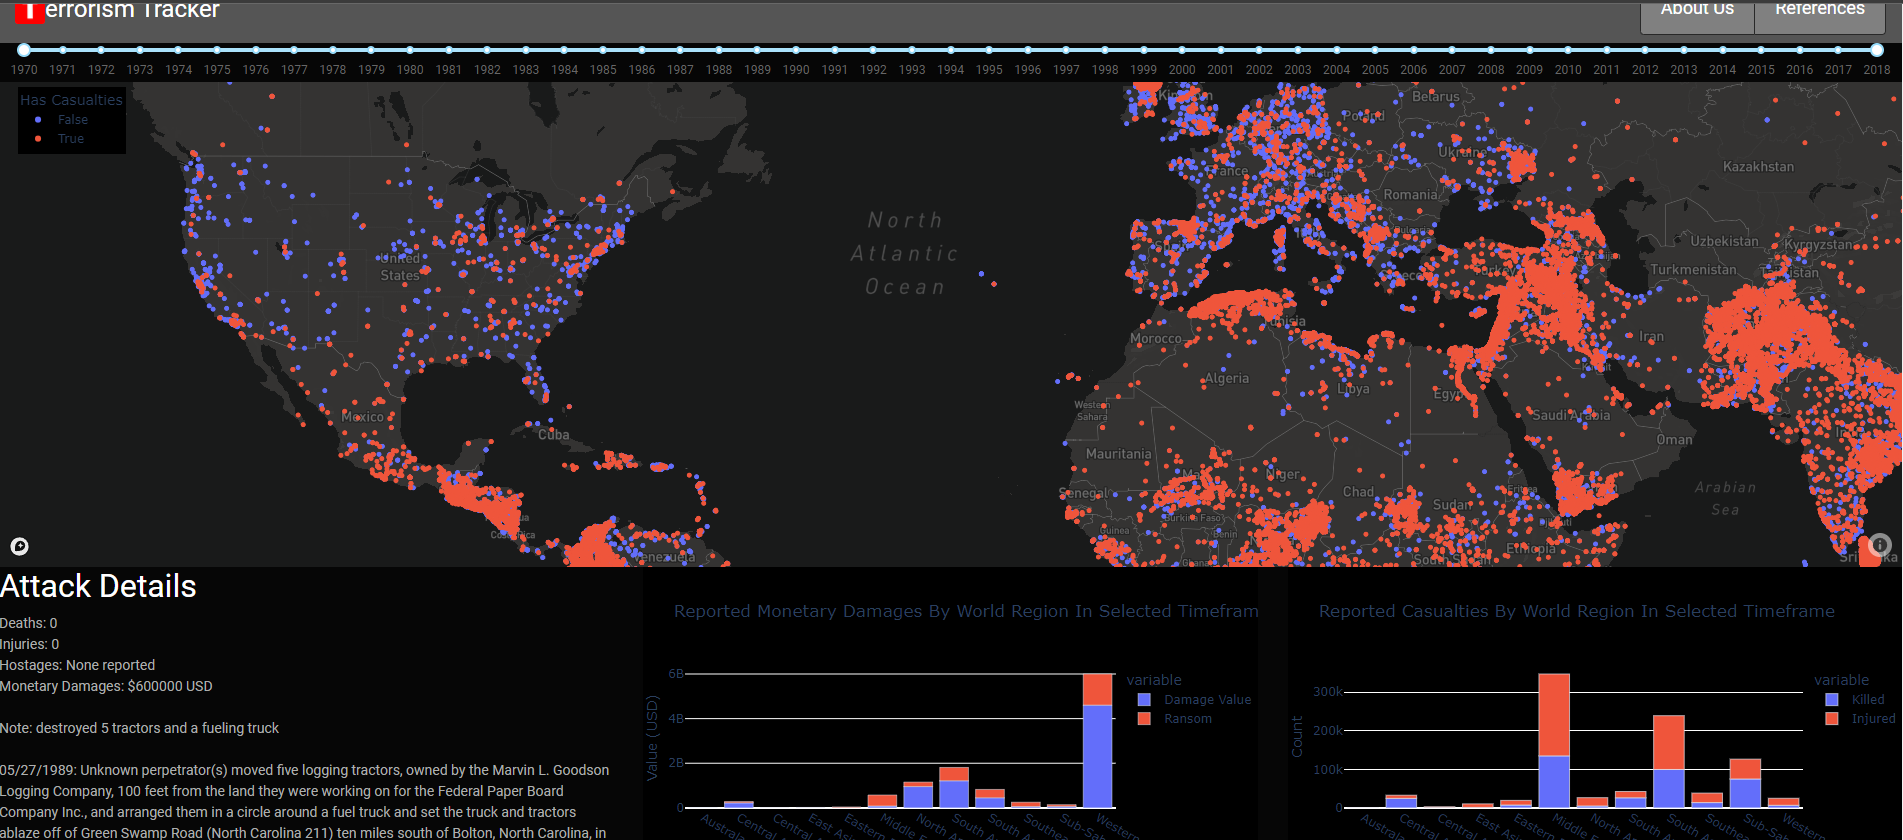 Terrorism Tracker
About Us
References
1970 1971 1972 1973 1974 1975 1976 1977 1978 1979 1980 1981 1982 1983 1984 1985 1986 1987 1988 1989 1990 1991 1992 1993 1994 1995 1996 1997 1998 1999 2000 2001 2002 2003 2004 2005 2006 2007 2008 2009 2010 2011 2012 2013 2014 2015 2016 2017 2018
Has Casualties
False
True
Belarus
Poland
Ukraine
Kazakhstan
France
Romania
North
Atlantic
Ocean
Uzbekistan
Kyrgyzstan
United
States
Turkmenistan
Tajikistan
Greece
Turkey
Tunisia
Morocco
Iran
Algeria
Libya
Egypt
Western
Sahara
Saudi Arabia
Mexico
Cuba
Oman
Mauritania
Niger
Senegal
Chad
Sudan
Eritrea
Arabian
Sea
Burkina Faso
Guinea
Benin
Costa Rica
Venezuela
Ghana
Ethiopia
South Sudan
Sri Lanka
Attack Details
Deaths: 0
Injuries: 0
Hostages: None reported
Monetary Damages: $600000 USD
Note: destroyed 5 tractors and a fueling truck
05/27/1989: Unknown perpetrator(s) moved five logging tractors, owned by the Marvin L. Goodson
Logging Company, 100 feet from the land they were working on for the Federal Paper Board
Company Inc., and arranged them in a circle around a fuel truck and set the truck and tractors
ablaze off of Green Swamp Road (North Carolina 211) ten miles south of Bolton, North Carolina, in
Reported Monetary Damages By World Region In Selected Timefram
6B
4B
2B
0
Value (USD)
variable
Damage Value
Ransom
Australa
Central
Central
East As
Eastern
Middle E
North A
South A
South A
Southea
Sub-Sah
Western
Reported Casualties By World Region In Selected Timeframe
300k
200k
100k
0
Count
variable
Killed
Injured
Australa
Central
Central
East As
Eastern
Middle E
North A
South A
South A
Southea
Sub-Sa
Western